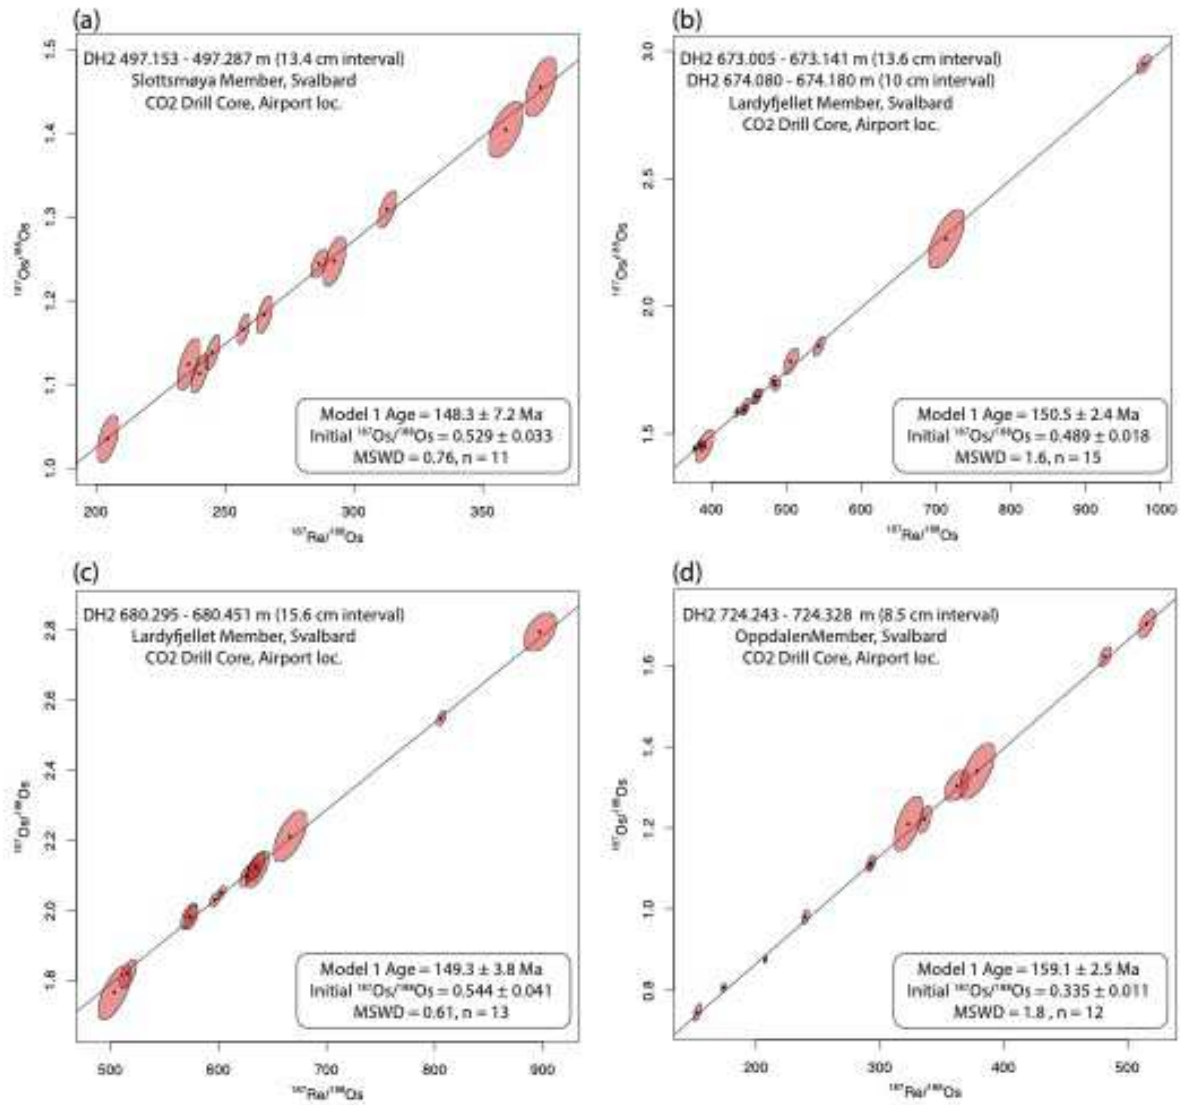 (a)
DH2 497.153 - 497.287 m (13.4 cm interval)
Slottsmøya Member, Svalbard
CO2 Drill Core, Airport loc.
1.5
1.4
1.3
1.2
1.1
1.0
¹⁸⁷Os/¹⁸⁸Os
Model 1 Age = 148.3 ± 7.2 Ma
Initial ¹⁸⁷Os/¹⁸⁸Os = 0.529 ± 0.033
MSWD = 0.76, n = 11
200 250 300 350
¹⁸⁷Re/¹⁸⁸Os
(b)
DH2 673.005 - 673.141 m (13.6 cm interval)
DH2 674.080 - 674.180 m (10 cm interval)
Lardyfjellet Member, Svalbard
CO2 Drill Core, Airport loc.
3.0
2.5
2.0
1.5
¹⁸⁷Os/¹⁸⁸Os
Model 1 Age = 150.5 ± 2.4 Ma
Initial ¹⁸⁷Os/¹⁸⁸Os = 0.489 ± 0.018
MSWD = 1.6, n = 15
400 500 600 700 800 900 1000
¹⁸⁷Re/¹⁸⁸Os
(c)
DH2 680.295 - 680.451 m (15.6 cm interval)
Lardyfjellet Member, Svalbard
CO2 Drill Core, Airport loc.
2.8
2.6
2.4
2.2
2.0
1.8
¹⁸⁷Os/¹⁸⁸Os
Model 1 Age = 149.3 ± 3.8 Ma
Initial ¹⁸⁷Os/¹⁸⁸Os = 0.544 ± 0.041
MSWD = 0.61, n = 13
500 600 700 800 900
¹⁸⁷Re/¹⁸⁸Os
(d)
DH2 724.243 - 724.328 m (8.5 cm interval)
OppdalenMember, Svalbard
CO2 Drill Core, Airport loc.
1.6
1.4
1.2
1.0
0.8
¹⁸⁷Os/¹⁸⁸Os
Model 1 Age = 159.1 ± 2.5 Ma
Initial ¹⁸⁷Os/¹⁸⁸Os = 0.335 ± 0.011
MSWD = 1.8 , n = 12
200 300 400 500
¹⁸⁷Re/¹⁸⁸Os